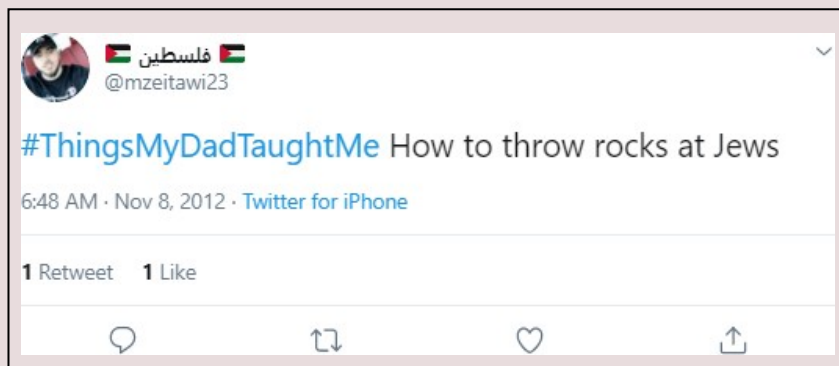 🇵🇸 فلسطين 🇵🇸
@mzeitawi23
#ThingsMyDadTaughtMe How to throw rocks at Jews
6:48 AM · Nov 8, 2012 · Twitter for iPhone
1 Retweet 1 Like